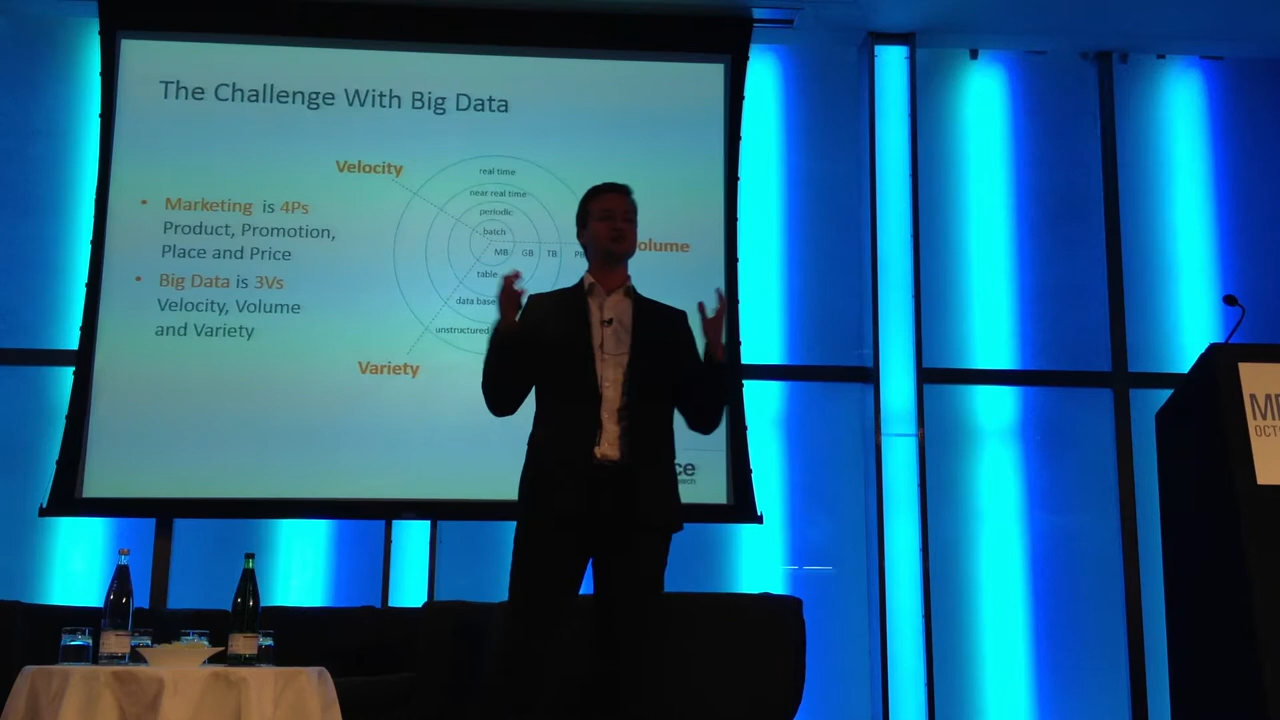 The Challenge With Big Data
Velocity
real time
near real time
periodic
batch
• Marketing is 4Ps
Product, Promotion,
Place and Price
• Big Data is 3Vs
Velocity, Volume
and Variety
MB GB TB
olume
table
data base
unstructured
Variety
ce
OCT